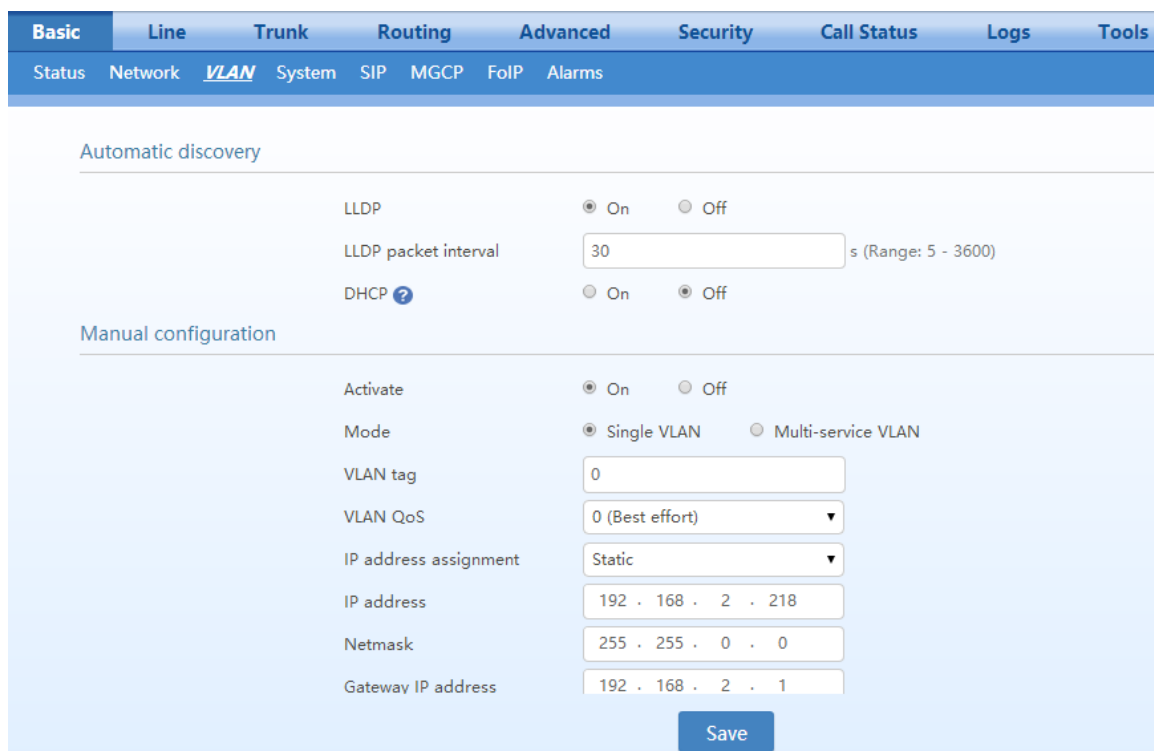 Basic Line Trunk Routing Advanced Security Call Status Logs Tools
Status Network VLAN System SIP MGCP FoIP Alarms
Automatic discovery
LLDP On Off
LLDP packet interval 30 s (Range: 5 - 3600)
DHCP ? On Off
Manual configuration
Activate On Off
Mode Single VLAN Multi-service VLAN
VLAN tag 0
VLAN QoS 0 (Best effort)
IP address assignment Static
IP address 192 . 168 . 2 . 218
Netmask 255 . 255 . 0 . 0
Gateway IP address 192 . 168 . 2 . 1
Save